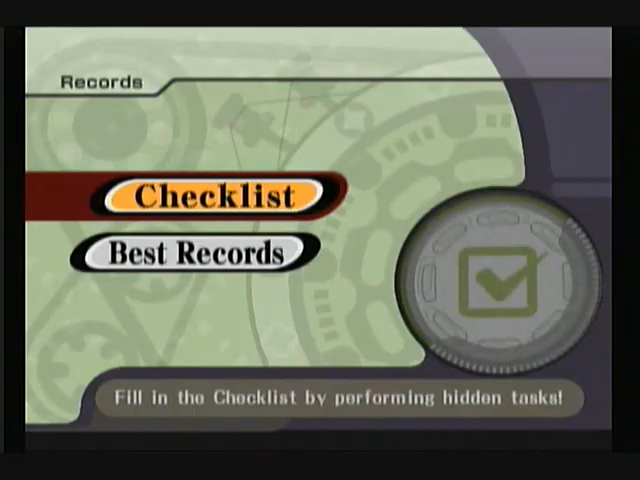 Records
Checklist
Best Records
Fill in the Checklist by performing hidden tasks!